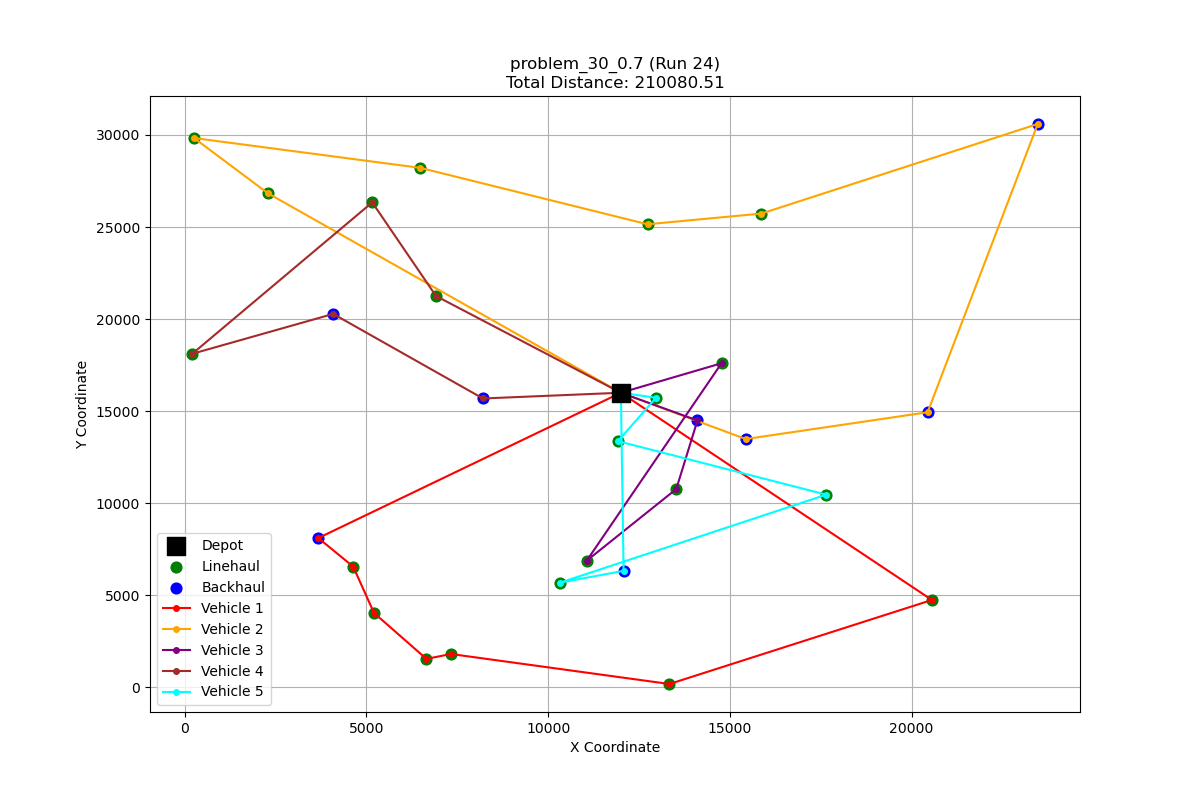 problem_30_0.7 (Run 24)
Total Distance: 210080.51
Y Coordinate
30000
25000
20000
15000
10000
5000
0
Depot
Linehaul
Backhaul
Vehicle 1
Vehicle 2
Vehicle 3
Vehicle 4
Vehicle 5
0
5000
10000
15000
20000
X Coordinate